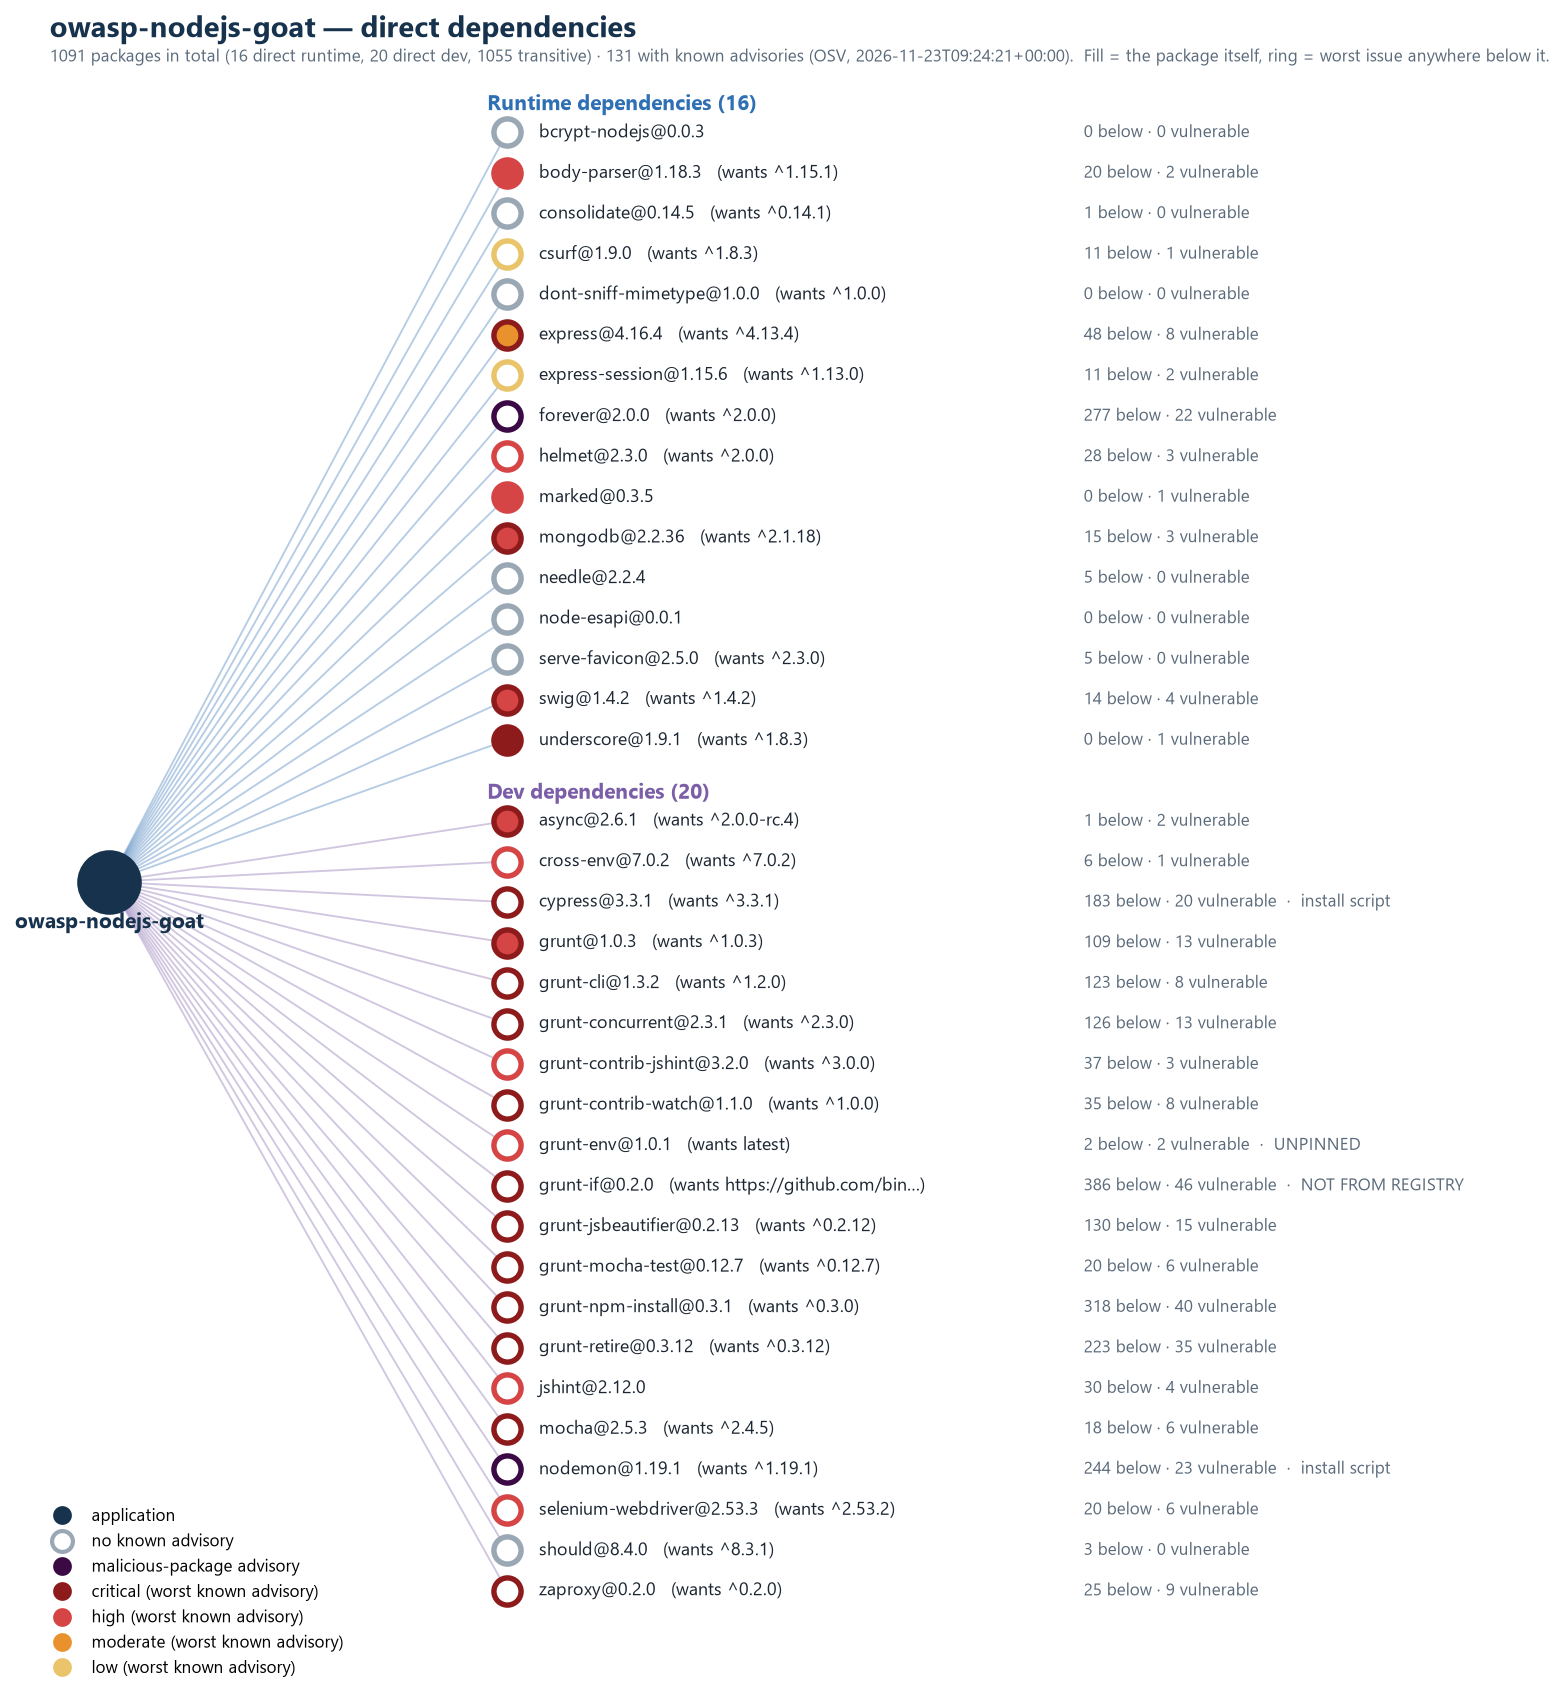 owasp-nodejs-goat — direct dependencies
1091 packages in total (16 direct runtime, 20 direct dev, 1055 transitive) · 131 with known advisories (OSV, 2026-11-23T09:24:21+00:00).  Fill = the package itself, ring = worst issue anywhere below it.
Runtime dependencies (16)
bcrypt-nodejs@0.0.3 0 below · 0 vulnerable
body-parser@1.18.3 (wants ^1.15.1) 20 below · 2 vulnerable
consolidate@0.14.5 (wants ^0.14.1) 1 below · 0 vulnerable
csurf@1.9.0 (wants ^1.8.3) 11 below · 1 vulnerable
dont-sniff-mimetype@1.0.0 (wants ^1.0.0) 0 below · 0 vulnerable
express@4.16.4 (wants ^4.13.4) 48 below · 8 vulnerable
express-session@1.15.6 (wants ^1.13.0) 11 below · 2 vulnerable
forever@2.0.0 (wants ^2.0.0) 277 below · 22 vulnerable
helmet@2.3.0 (wants ^2.0.0) 28 below · 3 vulnerable
marked@0.3.5 0 below · 1 vulnerable
mongodb@2.2.36 (wants ^2.1.18) 15 below · 3 vulnerable
needle@2.2.4 5 below · 0 vulnerable
node-esapi@0.0.1 0 below · 0 vulnerable
serve-favicon@2.5.0 (wants ^2.3.0) 5 below · 0 vulnerable
swig@1.4.2 (wants ^1.4.2) 14 below · 4 vulnerable
underscore@1.9.1 (wants ^1.8.3) 0 below · 1 vulnerable
Dev dependencies (20)
async@2.6.1 (wants ^2.0.0-rc.4) 1 below · 2 vulnerable
cross-env@7.0.2 (wants ^7.0.2) 6 below · 1 vulnerable
cypress@3.3.1 (wants ^3.3.1) 183 below · 20 vulnerable · install script
grunt@1.0.3 (wants ^1.0.3) 109 below · 13 vulnerable
grunt-cli@1.3.2 (wants ^1.2.0) 123 below · 8 vulnerable
grunt-concurrent@2.3.1 (wants ^2.3.0) 126 below · 13 vulnerable
grunt-contrib-jshint@3.2.0 (wants ^3.0.0) 37 below · 3 vulnerable
grunt-contrib-watch@1.1.0 (wants ^1.0.0) 35 below · 8 vulnerable
grunt-env@1.0.1 (wants latest) 2 below · 2 vulnerable · UNPINNED
grunt-if@0.2.0 (wants https://github.com/bin…) 386 below · 46 vulnerable · NOT FROM REGISTRY
grunt-jsbeautifier@0.2.13 (wants ^0.2.12) 130 below · 15 vulnerable
grunt-mocha-test@0.12.7 (wants ^0.12.7) 20 below · 6 vulnerable
grunt-npm-install@0.3.1 (wants ^0.3.0) 318 below · 40 vulnerable
grunt-retire@0.3.12 (wants ^0.3.12) 223 below · 35 vulnerable
jshint@2.12.0 30 below · 4 vulnerable
mocha@2.5.3 (wants ^2.4.5) 18 below · 6 vulnerable
nodemon@1.19.1 (wants ^1.19.1) 244 below · 23 vulnerable · install script
selenium-webdriver@2.53.3 (wants ^2.53.2) 20 below · 6 vulnerable
should@8.4.0 (wants ^8.3.1) 3 below · 0 vulnerable
zaproxy@0.2.0 (wants ^0.2.0) 25 below · 9 vulnerable
owasp-nodejs-goat
application
no known advisory
malicious-package advisory
critical (worst known advisory)
high (worst known advisory)
moderate (worst known advisory)
low (worst known advisory)